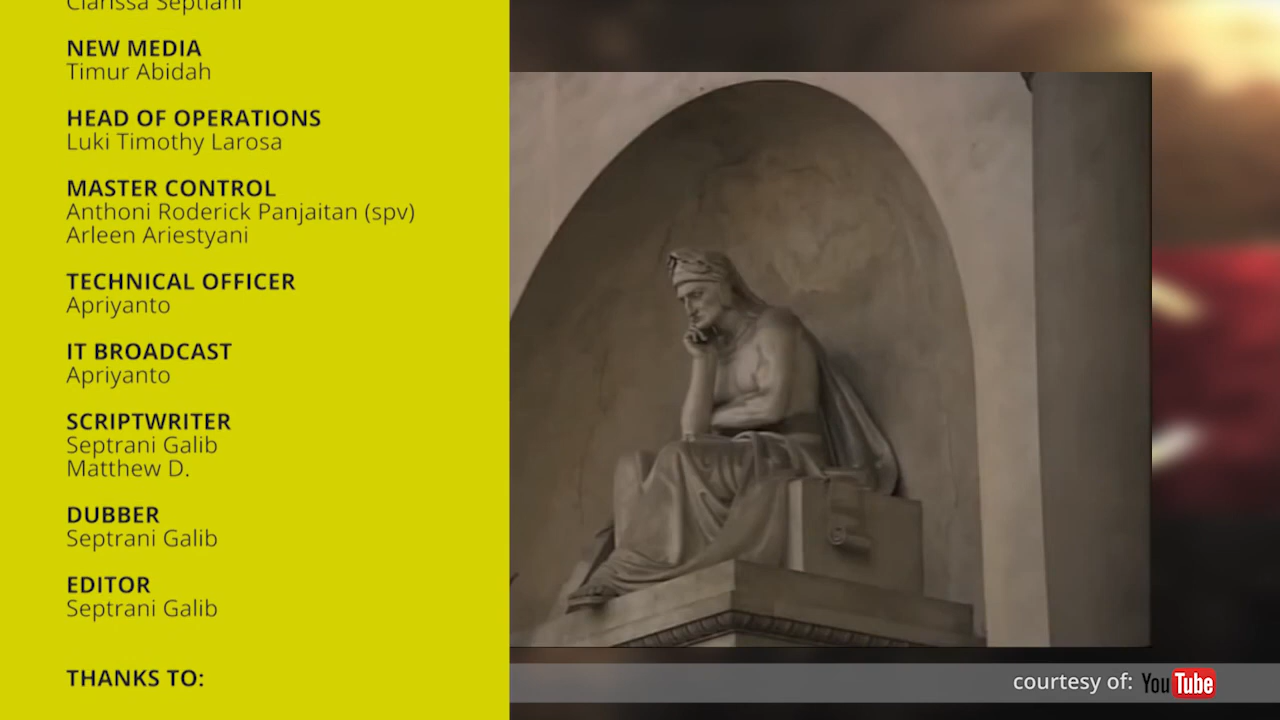 Clarissa Septiani
NEW MEDIA
Timur Abidah
HEAD OF OPERATIONS
Luki Timothy Larosa
MASTER CONTROL
Anthoni Roderick Panjaitan (spv)
Arleen Ariestyani
TECHNICAL OFFICER
Apriyanto
IT BROADCAST
Apriyanto
SCRIPTWRITER
Septrani Galib
Matthew D.
DUBBER
Septrani Galib
EDITOR
Septrani Galib
THANKS TO:
courtesy of: YouTube